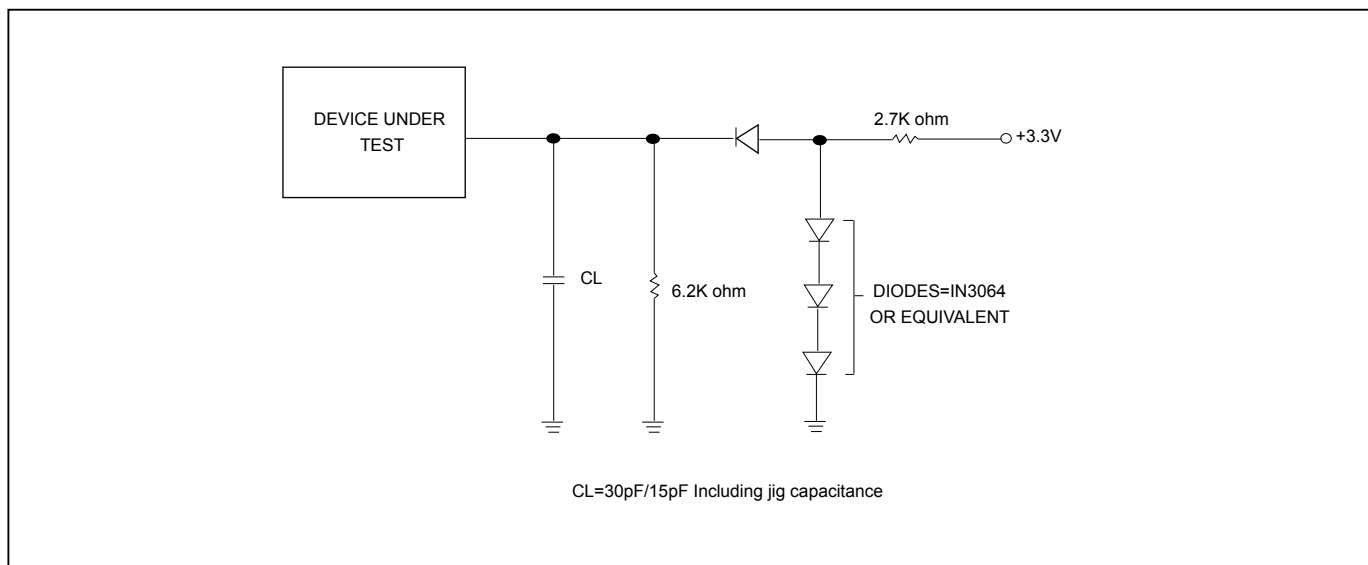 DEVICE UNDER
TEST
2.7K ohm
+3.3V
CL
6.2K ohm
DIODES=IN3064
OR EQUIVALENT
CL=30pF/15pF Including jig capacitance